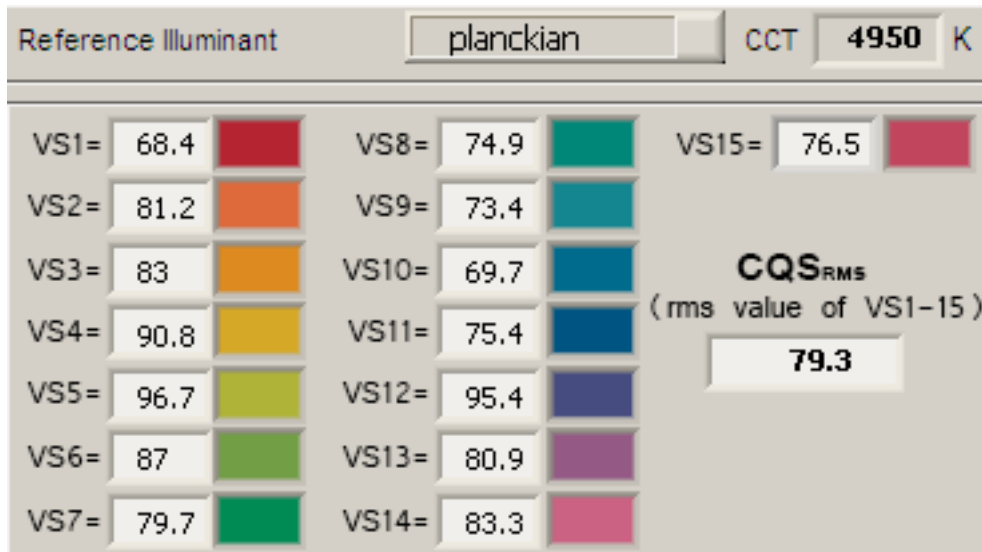 Reference Illuminant planckian CCT 4950 K
VS1= 68.4 VS8= 74.9 VS15= 76.5
VS2= 81.2 VS9= 73.4
VS3= 83 VS10= 69.7 CQSRMS
(rms value of VS1-15)
VS4= 90.8 VS11= 75.4
79.3
VS5= 96.7 VS12= 95.4
VS6= 87 VS13= 80.9
VS7= 79.7 VS14= 83.3